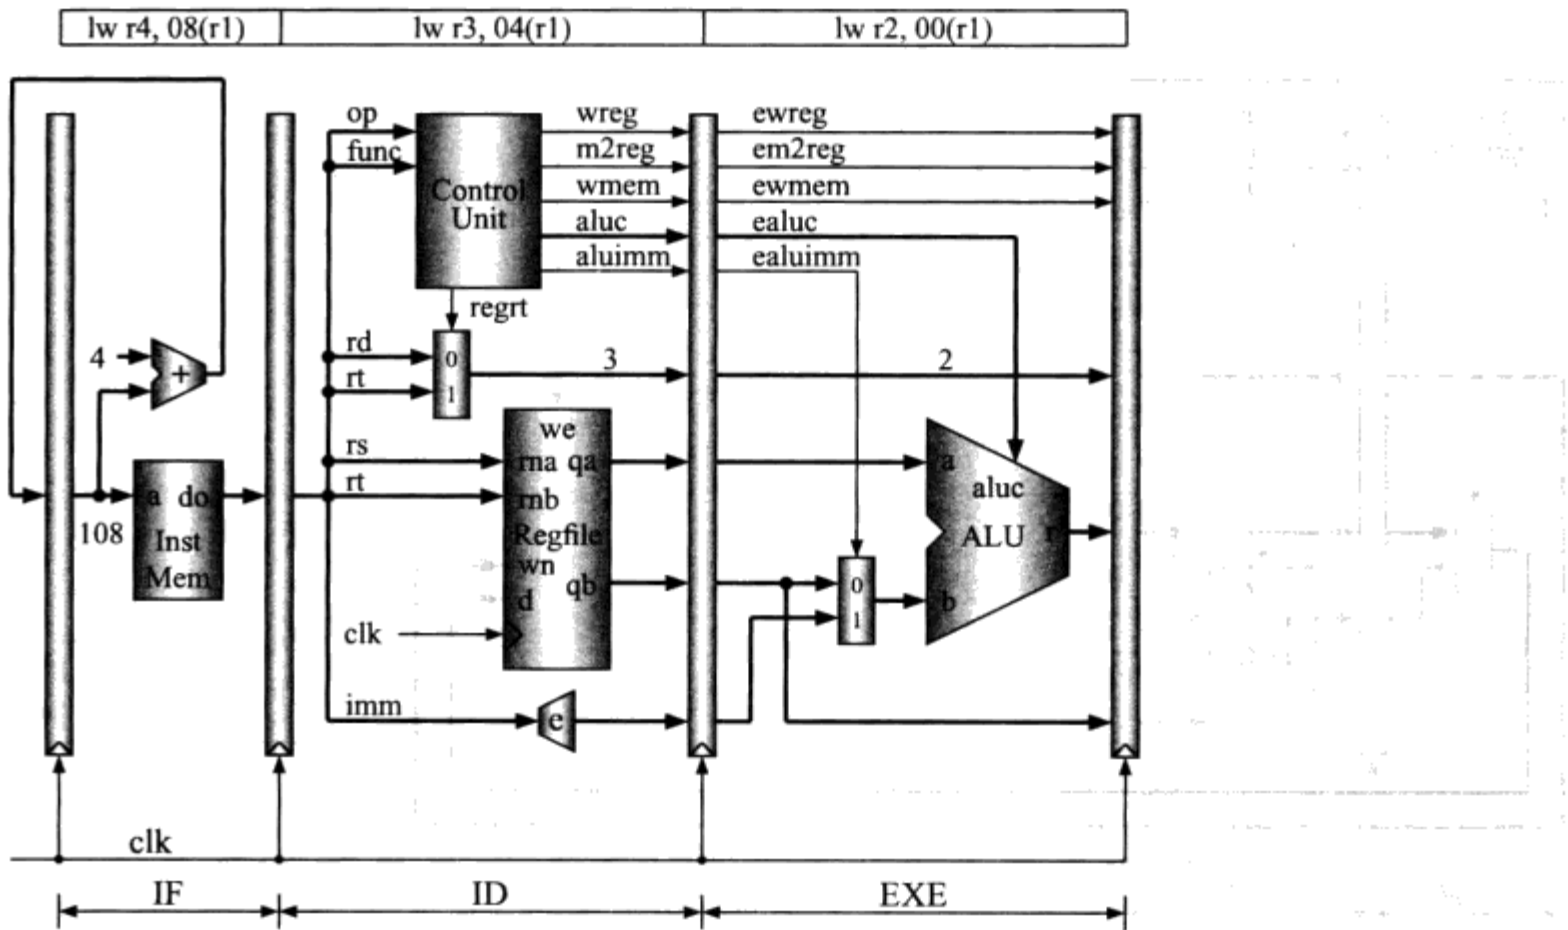 lw r4, 08(r1) lw r3, 04(r1) lw r2, 00(r1)
op wreg ewreg
func m2reg em2reg
Control Unit
wmem ewmem
aluc ealuc
aluimm ealuimm
regrt
4 + rd 0 3 2
rt 1
we
rs rna qa a
rt rnb aluc
a do
108 Inst Mem
Regfile ALU r
wn qb 0
d b
clk 1
imm e
clk
IF ID EXE